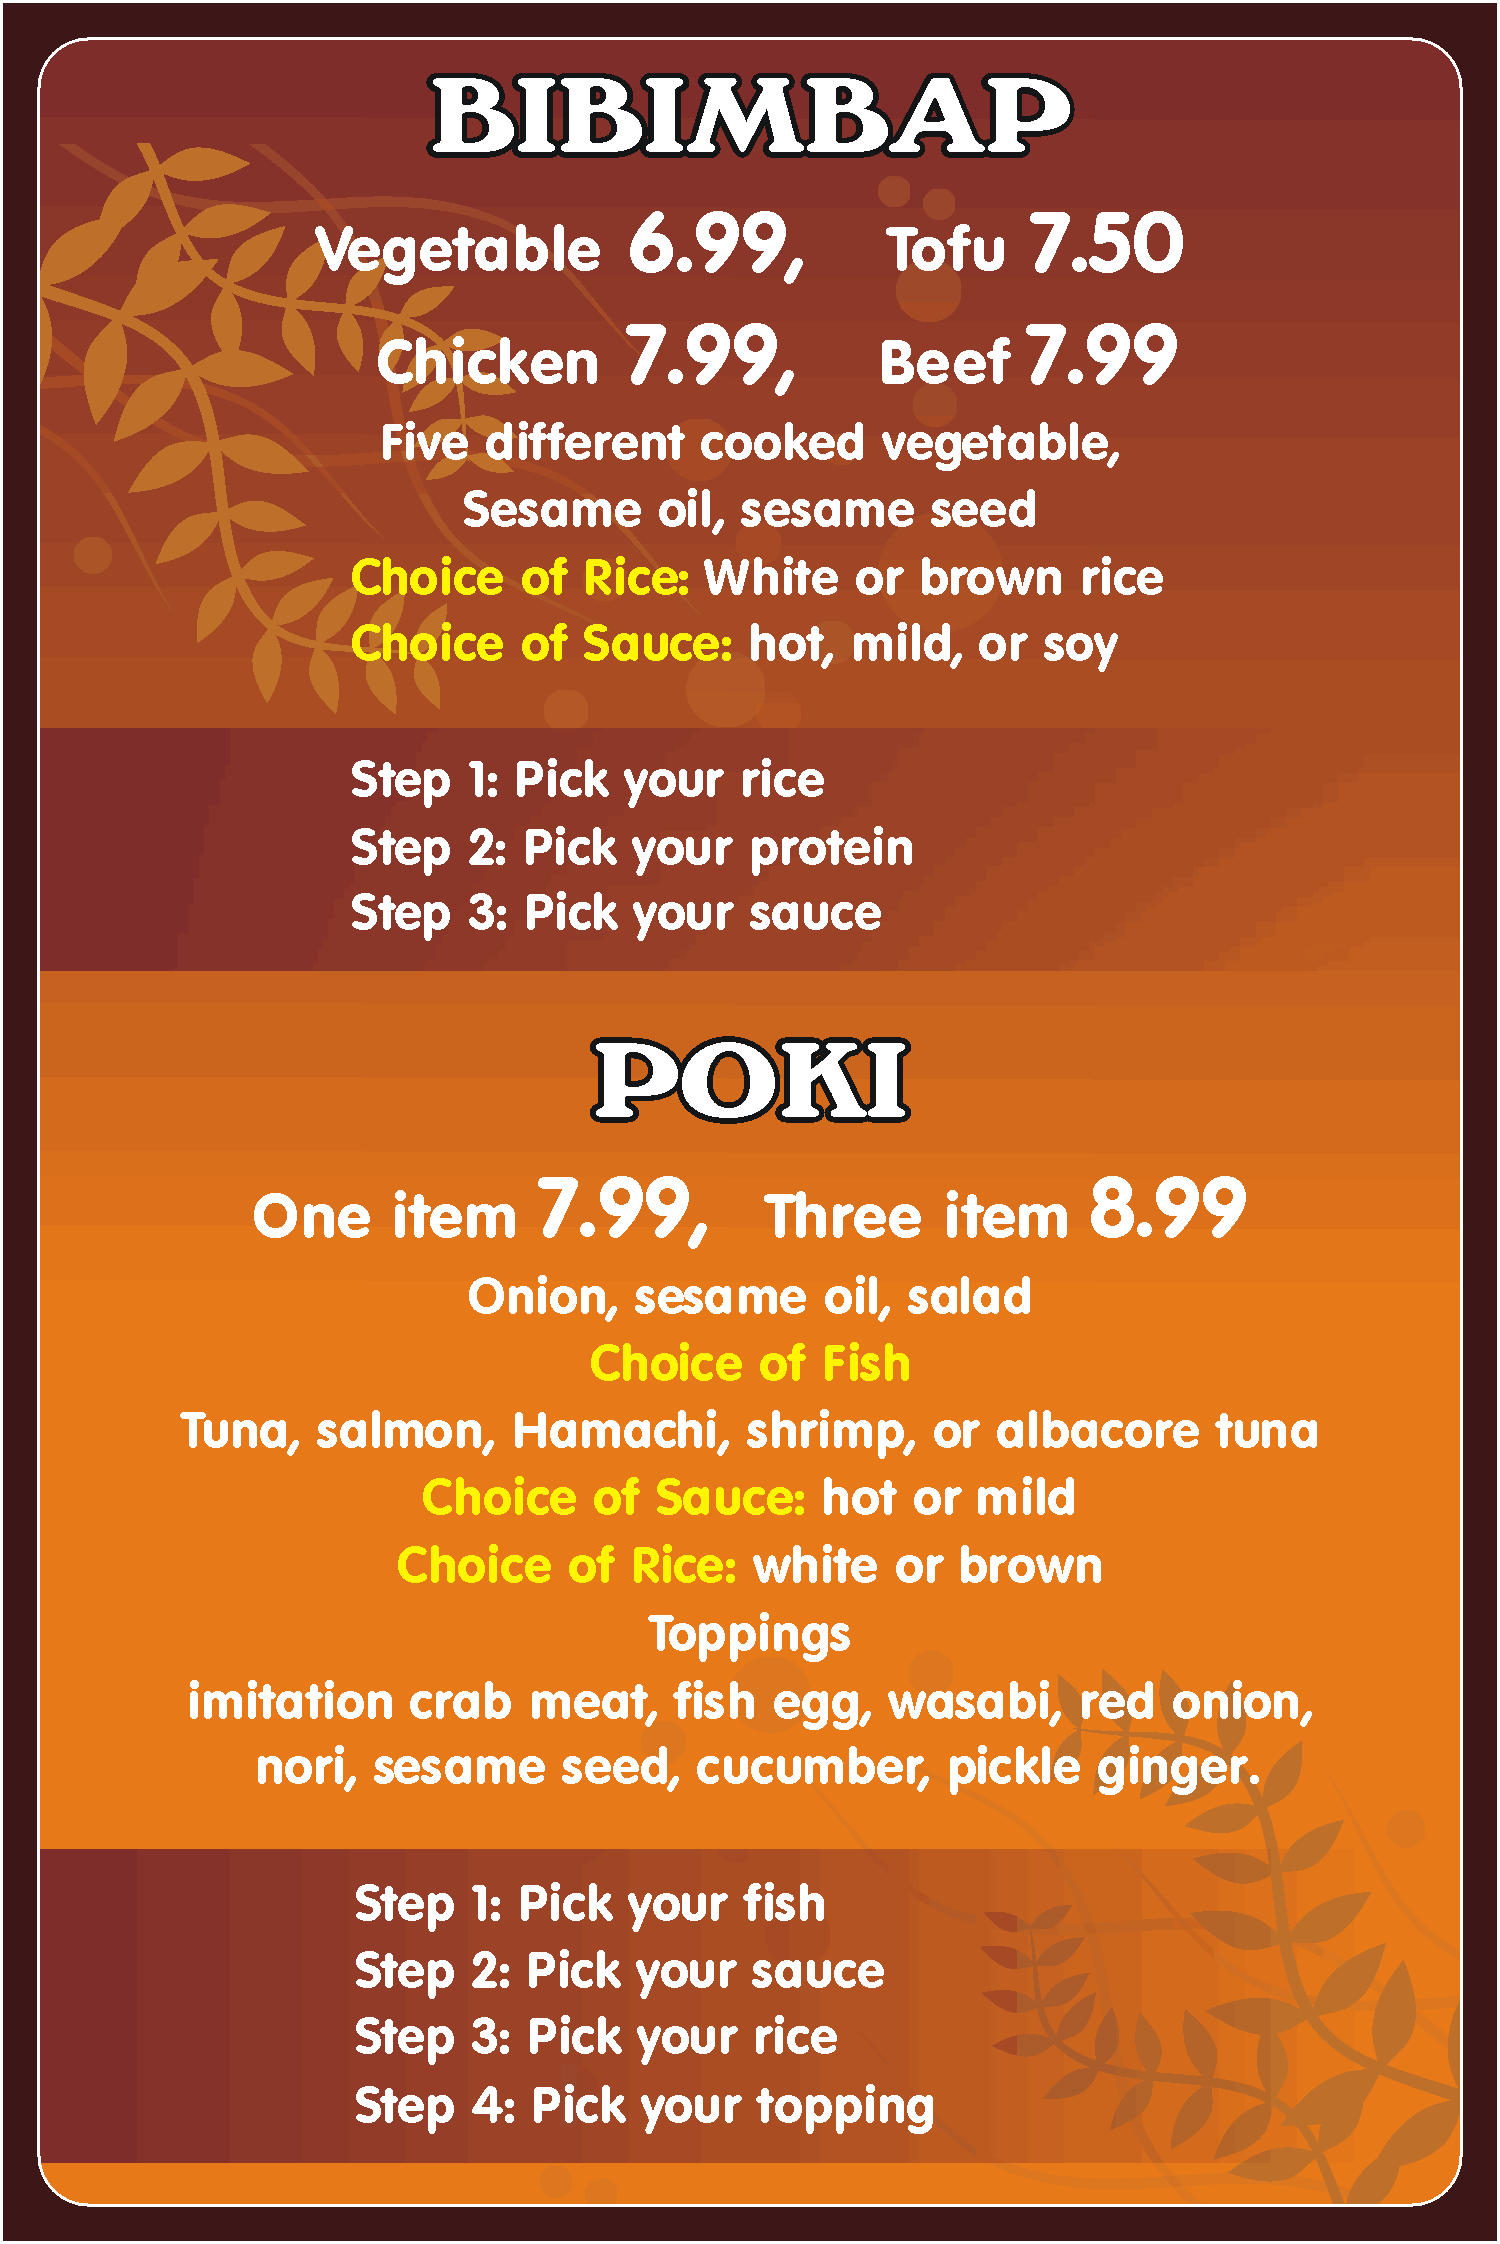 BIBIMBAP
Vegetable 6.99, Tofu 7.50
Chicken 7.99, Beef 7.99
Five different cooked vegetable,
Sesame oil, sesame seed
Choice of Rice: White or brown rice
Choice of Sauce: hot, mild, or soy
Step 1: Pick your rice
Step 2: Pick your protein
Step 3: Pick your sauce
POKI
One item 7.99, Three item 8.99
Onion, sesame oil, salad
Choice of Fish
Tuna, salmon, Hamachi, shrimp, or albacore tuna
Choice of Sauce: hot or mild
Choice of Rice: white or brown
Toppings
imitation crab meat, fish egg, wasabi, red onion,
nori, sesame seed, cucumber, pickle ginger.
Step 1: Pick your fish
Step 2: Pick your sauce
Step 3: Pick your rice
Step 4: Pick your topping